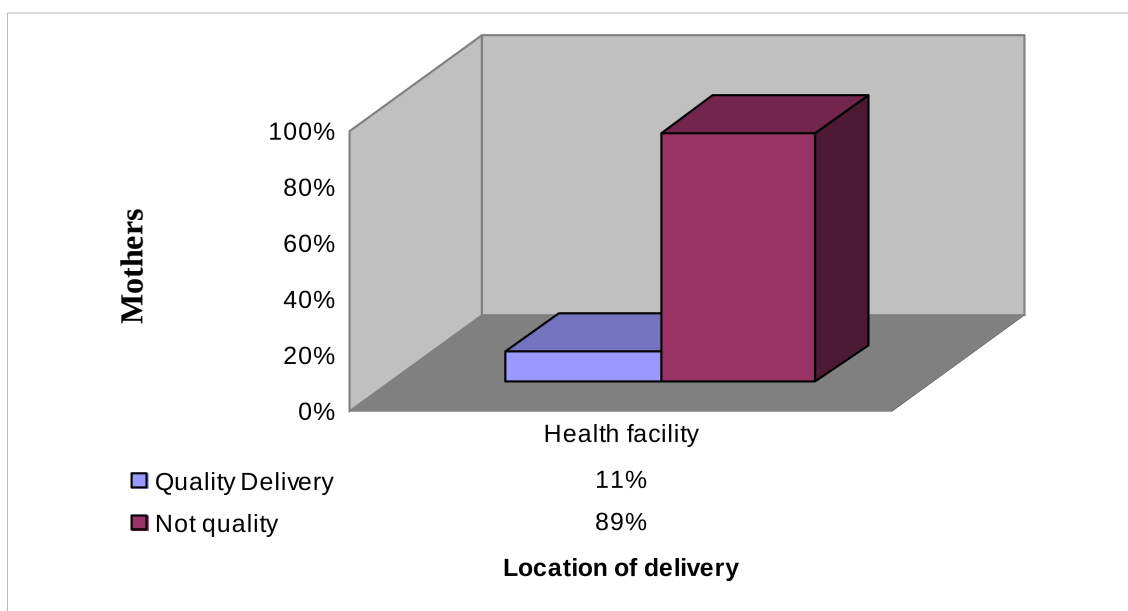 Mothers
100%
80%
60%
40%
20%
0%
Health facility
Quality Delivery 11%
Not quality 89%
Location of delivery